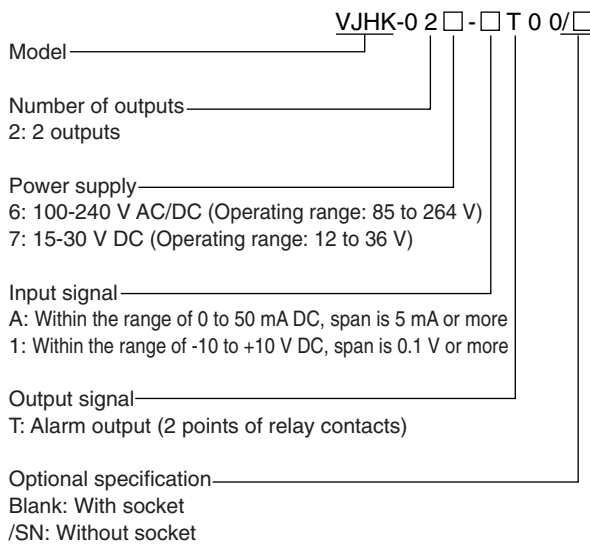 VJHK-0 2 □ - □ T 0 0/□
Model
Number of outputs
2: 2 outputs
Power supply
6: 100-240 V AC/DC (Operating range: 85 to 264 V)
7: 15-30 V DC (Operating range: 12 to 36 V)
Input signal
A: Within the range of 0 to 50 mA DC, span is 5 mA or more
1: Within the range of -10 to +10 V DC, span is 0.1 V or more
Output signal
T: Alarm output (2 points of relay contacts)
Optional specification
Blank: With socket
/SN: Without socket